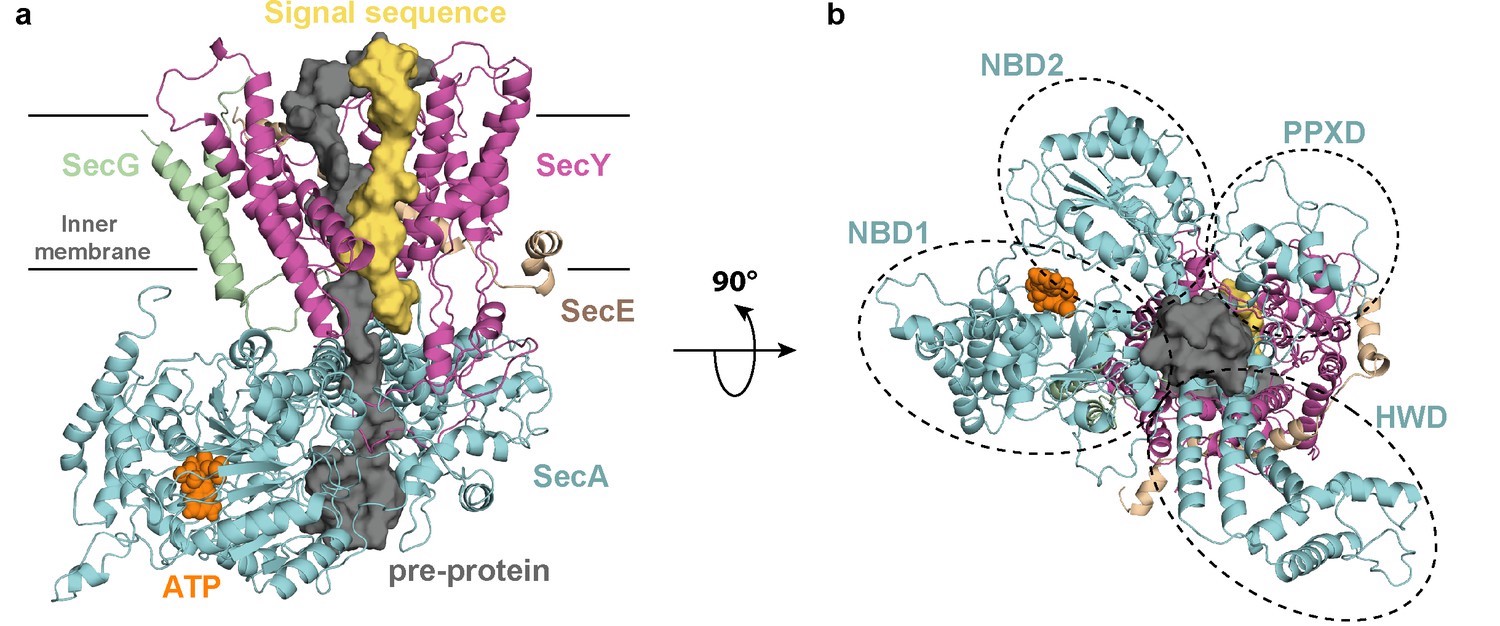 a
Signal sequence
SecG
SecY
Inner
membrane
SecE
SecA
ATP
pre-protein
90°
b
NBD2
PPXD
NBD1
HWD